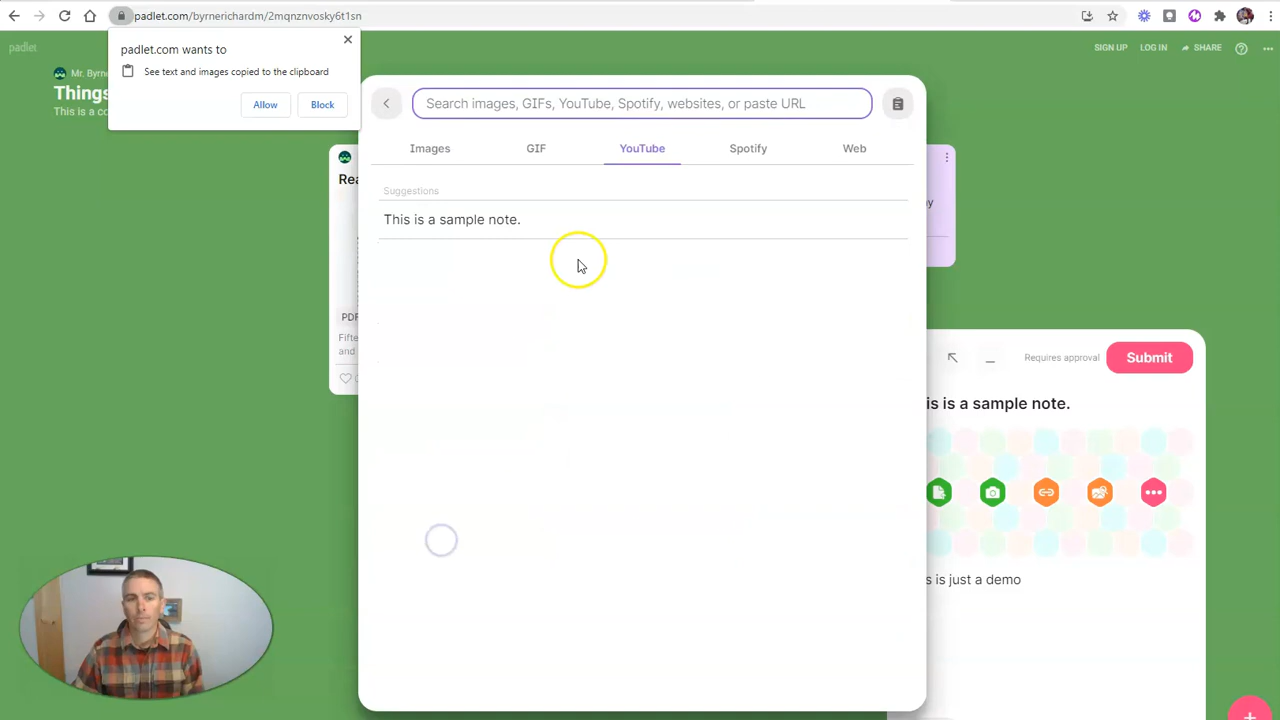 padlet.com/byrnerichardm/2mqnznvosky6t1sn
padlet.com wants to
See text and images copied to the clipboard
Allow
Block
padlet
SIGN UP
LOG IN
SHARE
Mr. Byrn
Things
This is a co
Search images, GIFs, YouTube, Spotify, websites, or paste URL
Images
GIF
YouTube
Spotify
Web
Suggestions
This is a sample note.
Rea
PDF
Fifte
and
Requires approval
Submit
is is a sample note.
s is just a demo